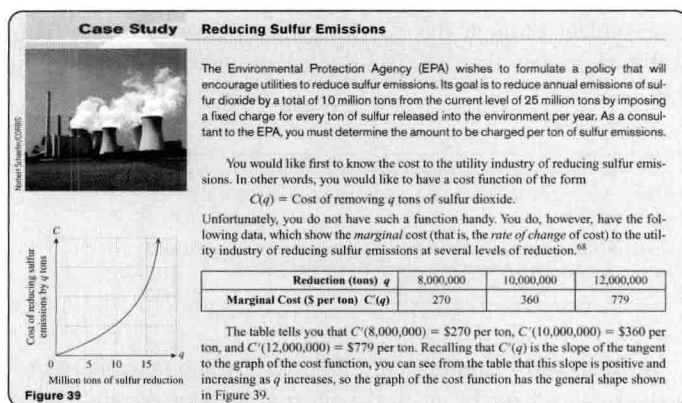 Case Study
Reducing Sulfur Emissions
Norbert Schaefer/CORBIS
The Environmental Protection Agency (EPA) wishes to formulate a policy that will
encourage utilities to reduce sulfur emissions. Its goal is to reduce annual emissions of sul-
fur dioxide by a total of 10 million tons from the current level of 25 million tons by imposing
a fixed charge for every ton of sulfur released into the environment per year. As a consul-
tant to the EPA, you must determine the amount to be charged per ton of sulfur emissions.
You would like first to know the cost to the utility industry of reducing sulfur emis-
sions. In other words, you would like to have a cost function of the form
C(q) = Cost of removing q tons of sulfur dioxide.
Unfortunately, you do not have such a function handy. You do, however, have the fol-
lowing data, which show the marginal cost (that is, the rate of change of cost) to the util-
ity industry of reducing sulfur emissions at several levels of reduction.68
Reduction (tons) q 8,000,000 10,000,000 12,000,000
Marginal Cost ($ per ton) C'(q) 270 360 779
The table tells you that C'(8,000,000) = $270 per ton, C'(10,000,000) = $360 per
ton, and C'(12,000,000) = $779 per ton. Recalling that C'(q) is the slope of the tangent
to the graph of the cost function, you can see from the table that this slope is positive and
increasing as q increases, so the graph of the cost function has the general shape shown
in Figure 39.
C
Cost of reducing sulfur
emissions by q tons
q
0 5 10 15
Million tons of sulfur reduction
Figure 39